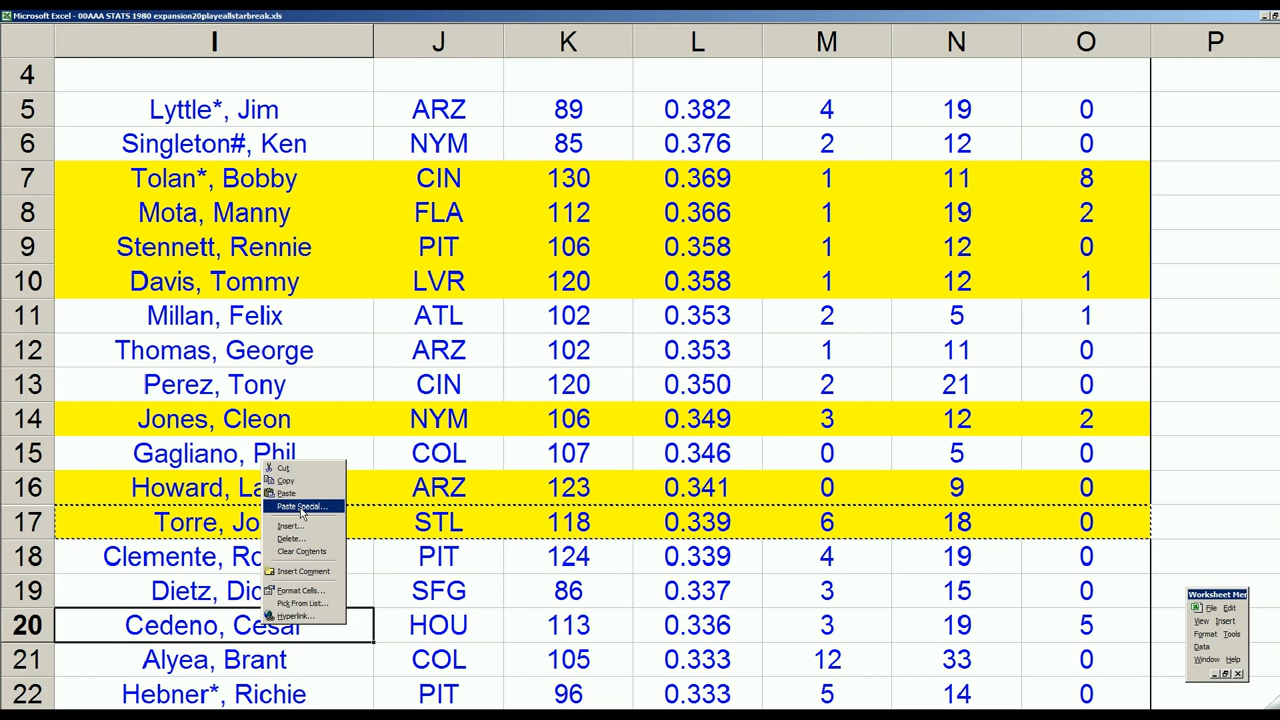 Microsoft Excel - 00AAA STATS 1980 expansion20playeallstarbreak.xls
I J K L M N O P
4
5 Lyttle*, Jim ARZ 89 0.382 4 19 0
6 Singleton#, Ken NYM 85 0.376 2 12 0
7 Tolan*, Bobby CIN 130 0.369 1 11 8
8 Mota, Manny FLA 112 0.366 1 19 2
9 Stennett, Rennie PIT 106 0.358 1 12 0
10 Davis, Tommy LVR 120 0.358 1 12 1
11 Millan, Felix ATL 102 0.353 2 5 1
12 Thomas, George ARZ 102 0.353 1 11 0
13 Perez, Tony CIN 120 0.350 2 21 0
14 Jones, Cleon NYM 106 0.349 3 12 2
15 Gagliano, Phil COL 107 0.346 0 5 0
16 Howard, La ARZ 123 0.341 0 9 0
17 Torre, Jo STL 118 0.339 6 18 0
18 Clemente, Ro PIT 124 0.339 4 19 0
19 Dietz, Dic SFG 86 0.337 3 15 0
20 Cedeno, Cesar HOU 113 0.336 3 19 5
21 Alyea, Brant COL 105 0.333 12 33 0
22 Hebner*, Richie PIT 96 0.333 5 14 0
Cut
Copy
Paste
Paste Special...
Insert...
Delete...
Clear Contents
Insert Comment
Format Cells...
Pick From List...
Hyperlink...
Worksheet Mer
File Edit
View Insert
Format Tools
Data
Window Help